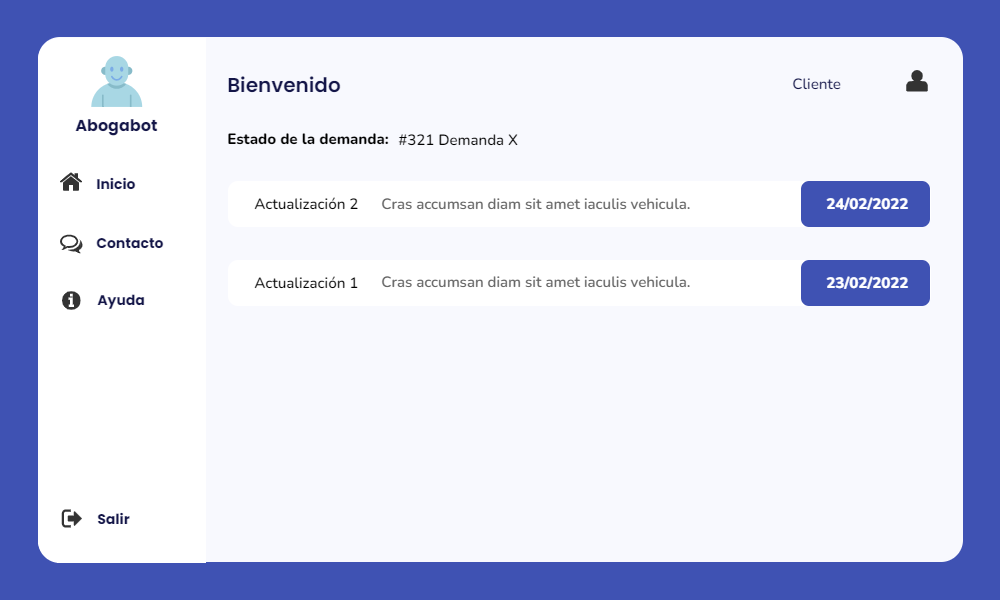 Abogabot
Inicio
Contacto
Ayuda
Salir
Bienvenido
Cliente
Estado de la demanda: #321 Demanda X
Actualización 2 Cras accumsan diam sit amet iaculis vehicula. 24/02/2022
Actualización 1 Cras accumsan diam sit amet iaculis vehicula. 23/02/2022